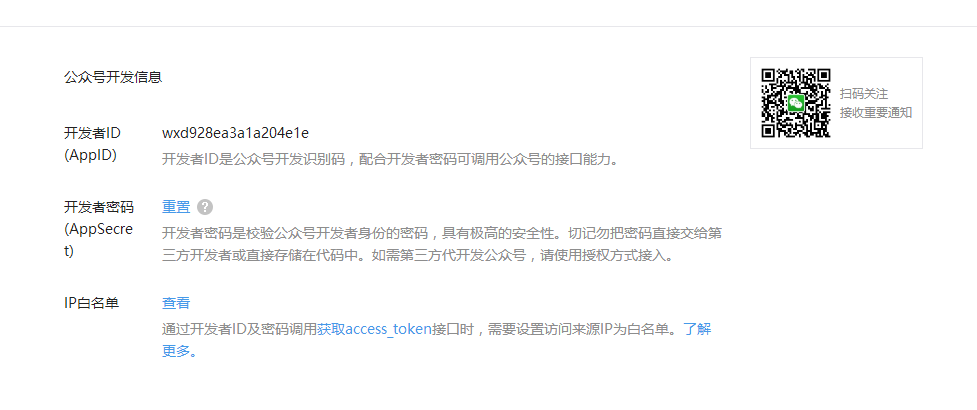 公众号开发信息
扫码关注
接收重要通知
开发者ID
(AppID)
wxd928ea3a1a204e1e
开发者ID是公众号开发识别码，配合开发者密码可调用公众号的接口能力。
开发者密码
(AppSecre
t)
重置 ?
开发者密码是校验公众号开发者身份的密码，具有极高的安全性。切记勿把密码直接交给第
三方开发者或直接存储在代码中。如需第三方代开发公众号，请使用授权方式接入。
IP白名单
查看
通过开发者ID及密码调用获取access_token接口时，需要设置访问来源IP为白名单。了解
更多。